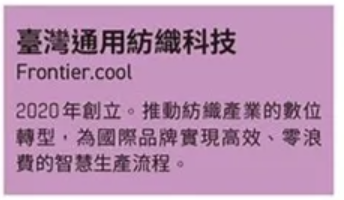 臺灣通用紡織科技
Frontier.cool
2020年創立。推動紡織產業的數位
轉型，為國際品牌實現高效、零浪
費的智慧生產流程。